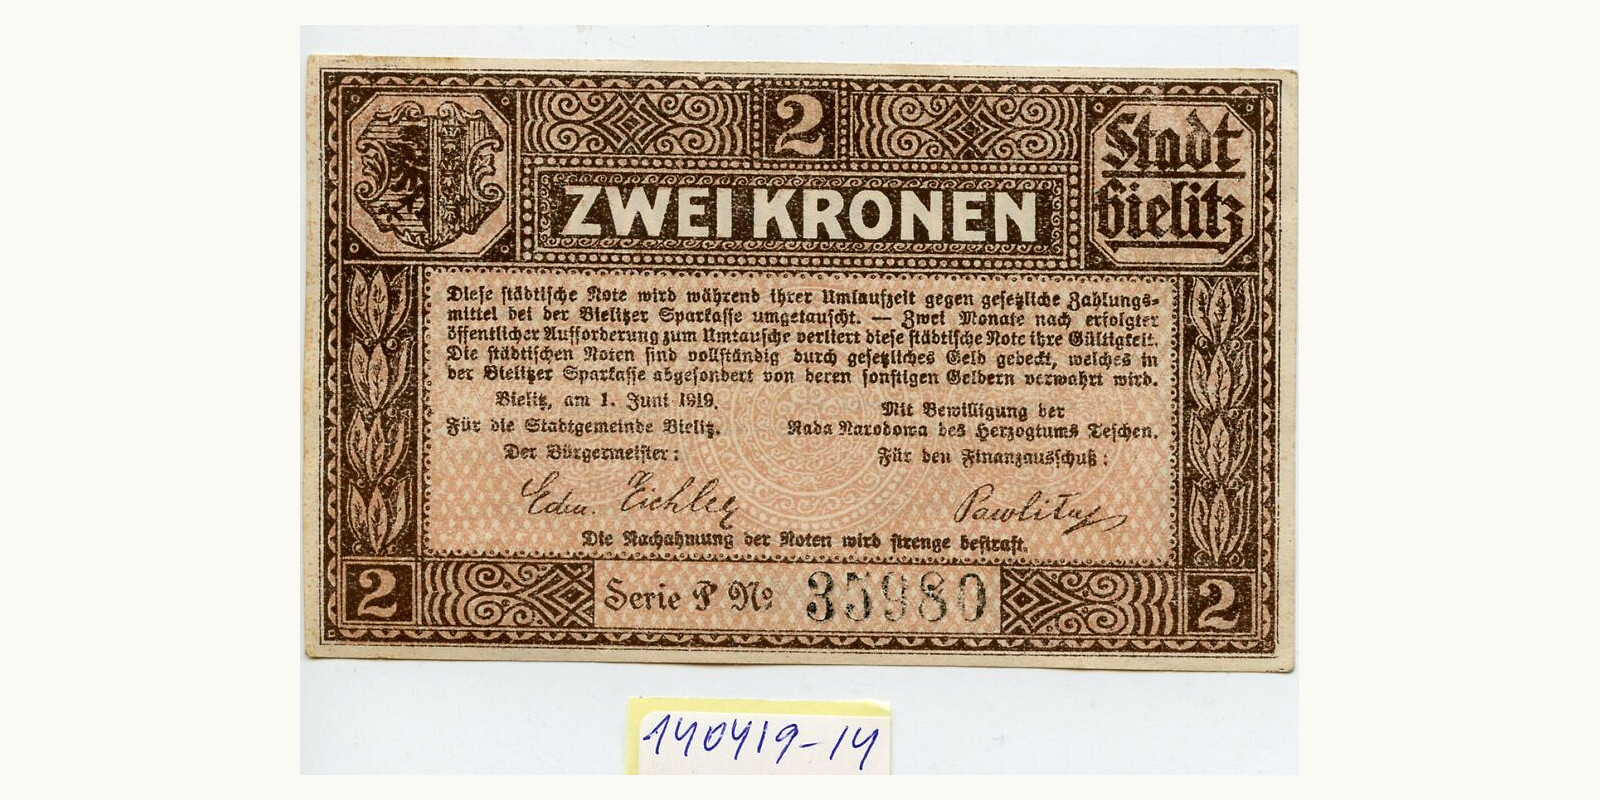 2
Stadt
Bielitz
ZWEI KRONEN
Diese städtische Note wird während ihrer Umlaufzeit gegen gesetzliche Zahlungs-
mittel bei der Bielitzer Sparkasse umgetauscht. — Zwei Monate nach erfolgter
öffentlicher Aufforderung zum Umtausche verliert diese städtische Note ihre Gültigkeit.
Die städtischen Noten sind vollständig durch gesetzliches Geld gedeckt, welches in
der Bielitzer Sparkasse abgesondert von deren sonstigen Geldern verwahrt wird.
Bielitz, am 1. Juni 1919.
Für die Stadtgemeinde Bielitz.
Der Bürgermeister:
Mit Bewilligung der
Rada Narodowa des Herzogtums Teschen.
Für den Finanzausschuß:
Eichler
Die Nachahmung der Noten wird strenge bestraft.
2
Serie P No 35980
2
140419-14